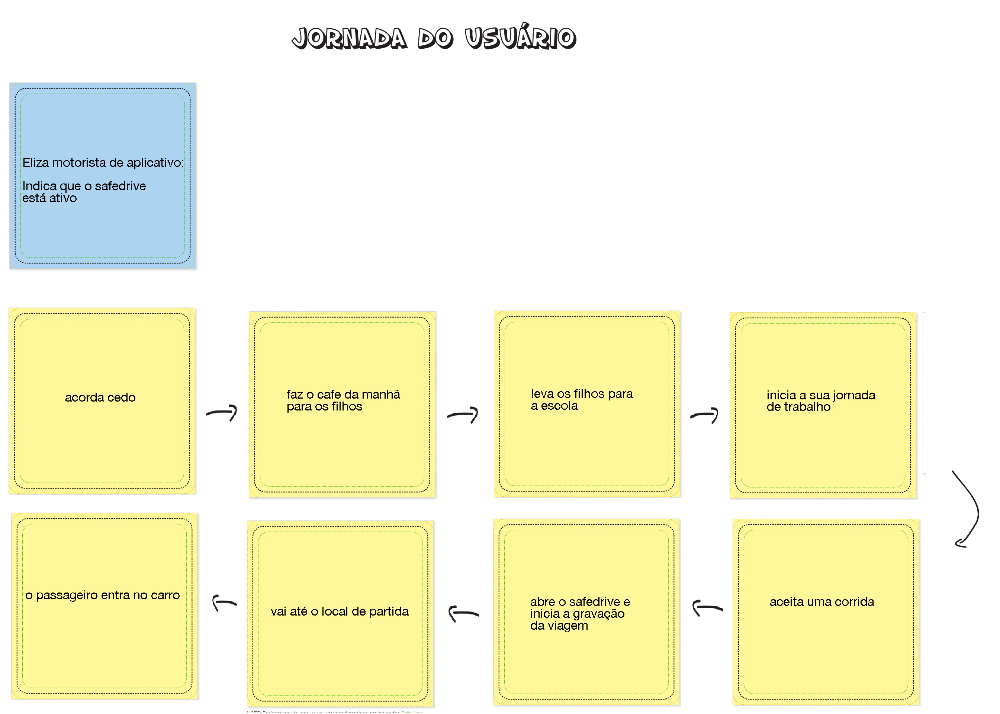 JORNADA DO USUÁRIO
Eliza motorista de aplicativo:
Indica que o safedrive
está ativo
acorda cedo
faz o cafe da manhã
para os filhos
leva os filhos para
a escola
inicia a sua jornada
de trabalho
o passageiro entra no carro
vai até o local de partida
abre o safedrive e
inicia a gravação
da viagem
aceita uma corrida